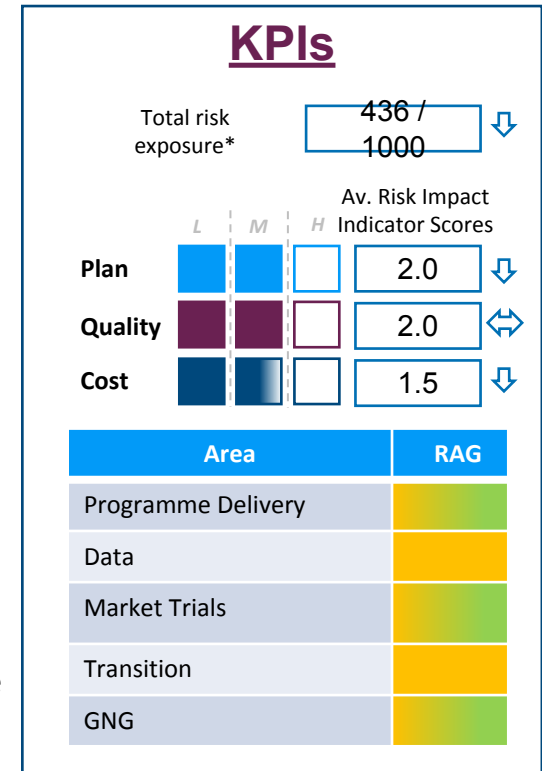 KPIs
Total risk
exposure*
436 /
1000
Av. Risk Impact
Indicator Scores
L M H
Plan 2.0
Quality 2.0
Cost 1.5
Area RAG
Programme Delivery
Data
Market Trials
Transition
GNG